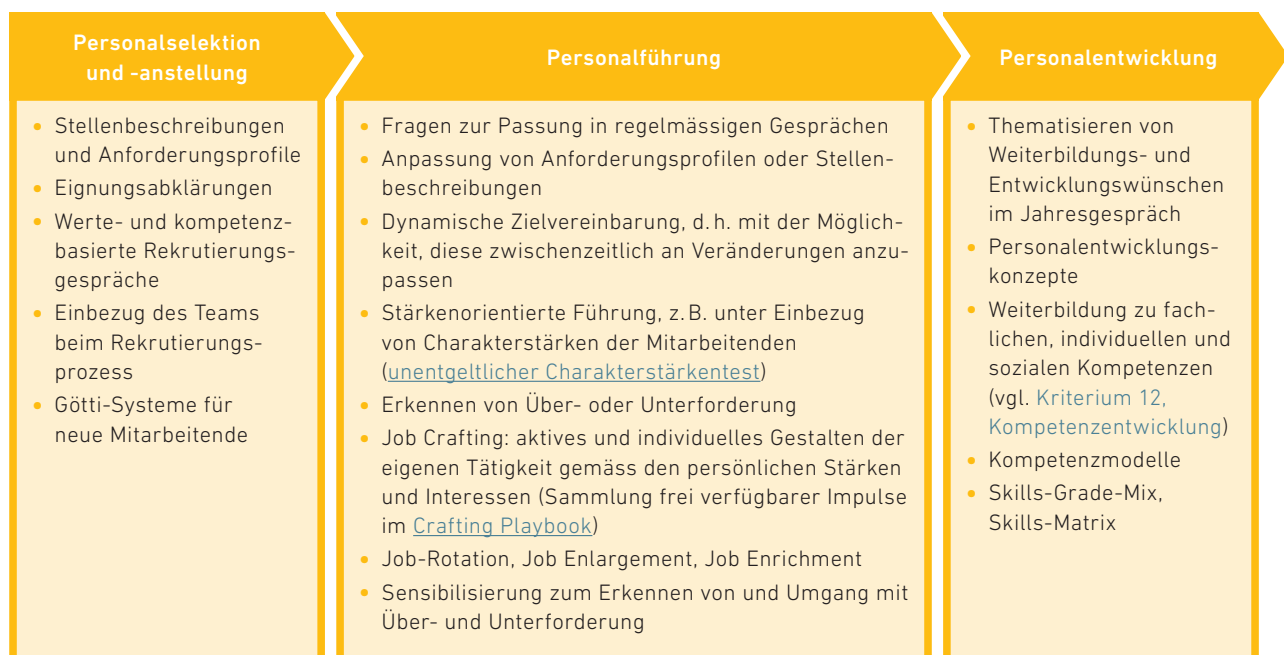 Personalselektion
und -anstellung
• Stellenbeschreibungen
und Anforderungsprofile
• Eignungsabklärungen
• Werte- und kompetenz-
basierte Rekrutierungs-
gespräche
• Einbezug des Teams
beim Rekrutierungs-
prozess
• Götti-Systeme für
neue Mitarbeitende
Personalführung
• Fragen zur Passung in regelmässigen Gesprächen
• Anpassung von Anforderungsprofilen oder Stellen-
beschreibungen
• Dynamische Zielvereinbarung, d. h. mit der Möglich-
keit, diese zwischenzeitlich an Veränderungen anzu-
passen
• Stärkenorientierte Führung, z. B. unter Einbezug
von Charakterstärken der Mitarbeitenden
(unentgeltlicher Charakterstärkentest)
• Erkennen von Über- oder Unterforderung
• Job Crafting: aktives und individuelles Gestalten der
eigenen Tätigkeit gemäss den persönlichen Stärken
und Interessen (Sammlung frei verfügbarer Impulse
im Crafting Playbook)
• Job-Rotation, Job Enlargement, Job Enrichment
• Sensibilisierung zum Erkennen von und Umgang mit
Über- und Unterforderung
Personalentwicklung
• Thematisieren von
Weiterbildungs- und
Entwicklungswünschen
im Jahresgespräch
• Personalentwicklungs-
konzepte
• Weiterbildung zu fach-
lichen, individuellen und
sozialen Kompetenzen
(vgl. Kriterium 12,
Kompetenzentwicklung)
• Kompetenzmodelle
• Skills-Grade-Mix,
Skills-Matrix